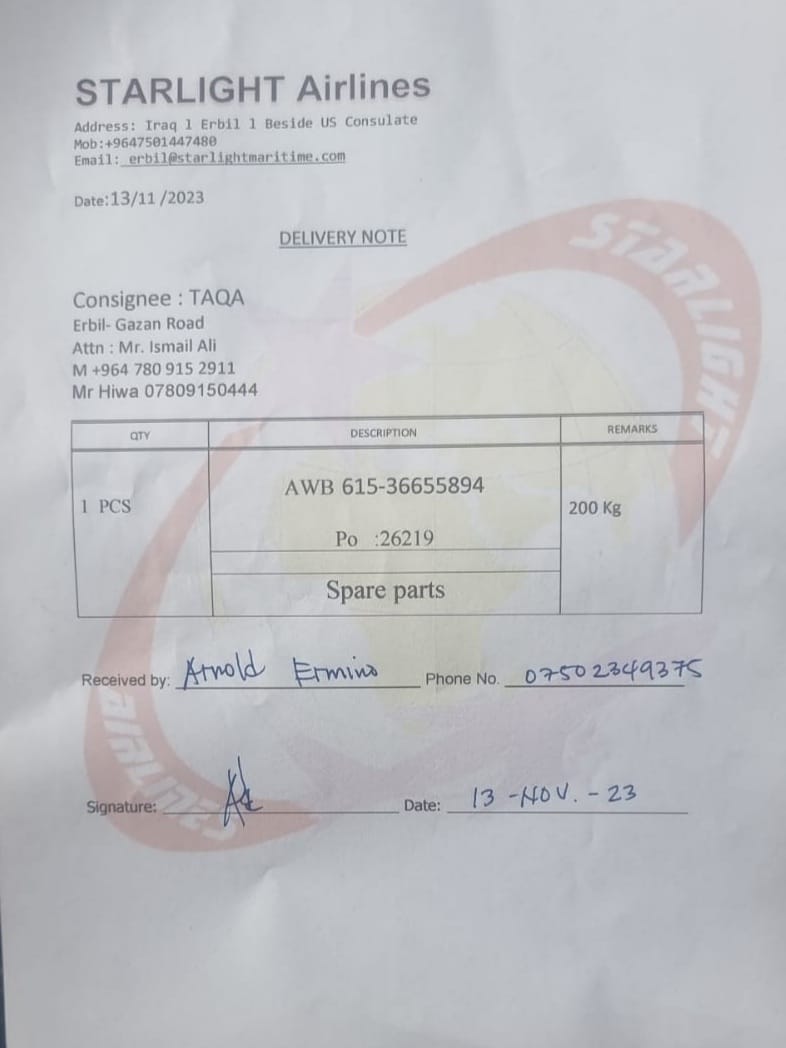 STARLIGHT Airlines
Address: Iraq l Erbil l Beside US Consulate
Mob:+9647501447480
Email: erbil@starlightmaritime.com
Date:13/11 /2023
DELIVERY NOTE
Consignee : TAQA
Erbil- Gazan Road
Attn : Mr. Ismail Ali
M +964 780 915 2911
Mr Hiwa 07809150444
QTY DESCRIPTION REMARKS
AWB 615-36655894
1 PCS 200 Kg
Po :26219
Spare parts
Received by: Arnold Ermino Phone No. 07502349375
Signature: Date: 13 -NOV. - 23
STARLIGHT
AIRLINES